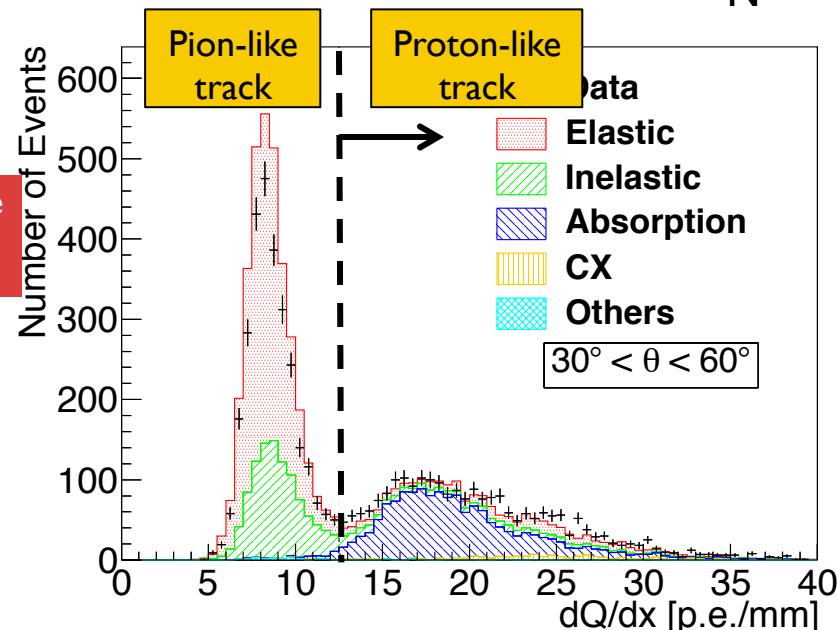 N
Pion-like
track
Proton-like
track
Number of Events
600
500
400
300
200
100
0
Data
Elastic
Inelastic
Absorption
CX
Others
30° < θ < 60°
0 5 10 15 20 25 30 35 40
dQ/dx [p.e./mm]